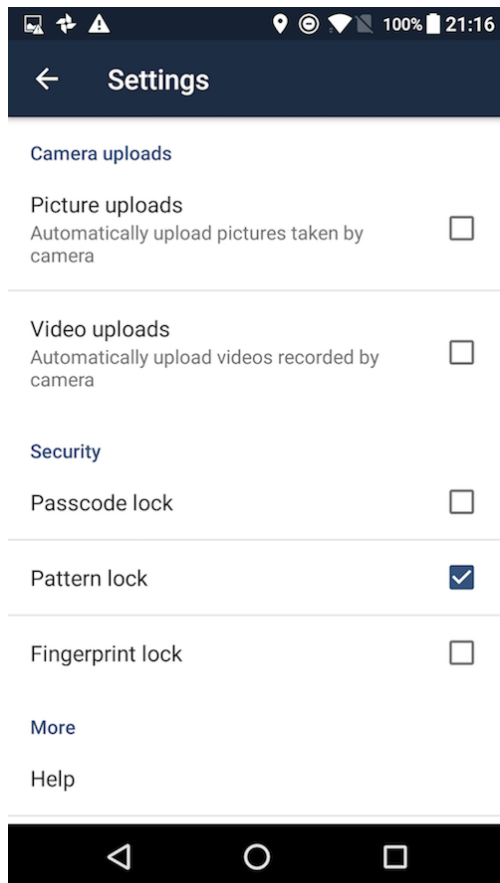 100% 21:16
Settings
Camera uploads
Picture uploads
Automatically upload pictures taken by
camera
Video uploads
Automatically upload videos recorded by
camera
Security
Passcode lock
Pattern lock
Fingerprint lock
More
Help